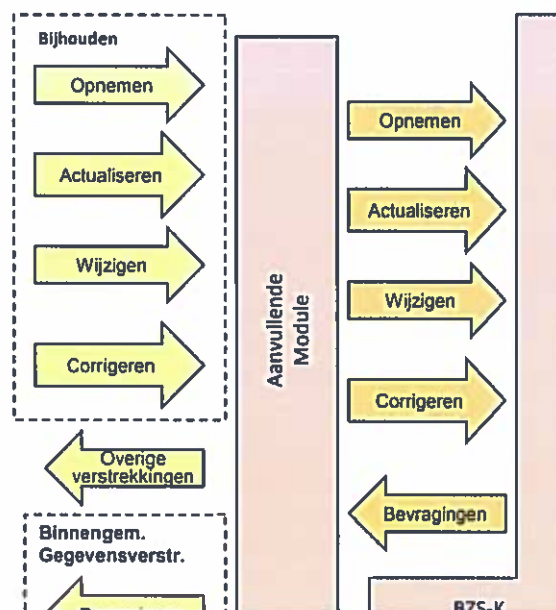 Bijhouden
Opnemen
Actualiseren
Wijzigen
Corrigeren
Overige
verstrekkingen
Binnengem.
Gegevensverstr.
Aanvullende
Module
Opnemen
Actualiseren
Wijzigen
Corrigeren
Bevragingen
BZS-K